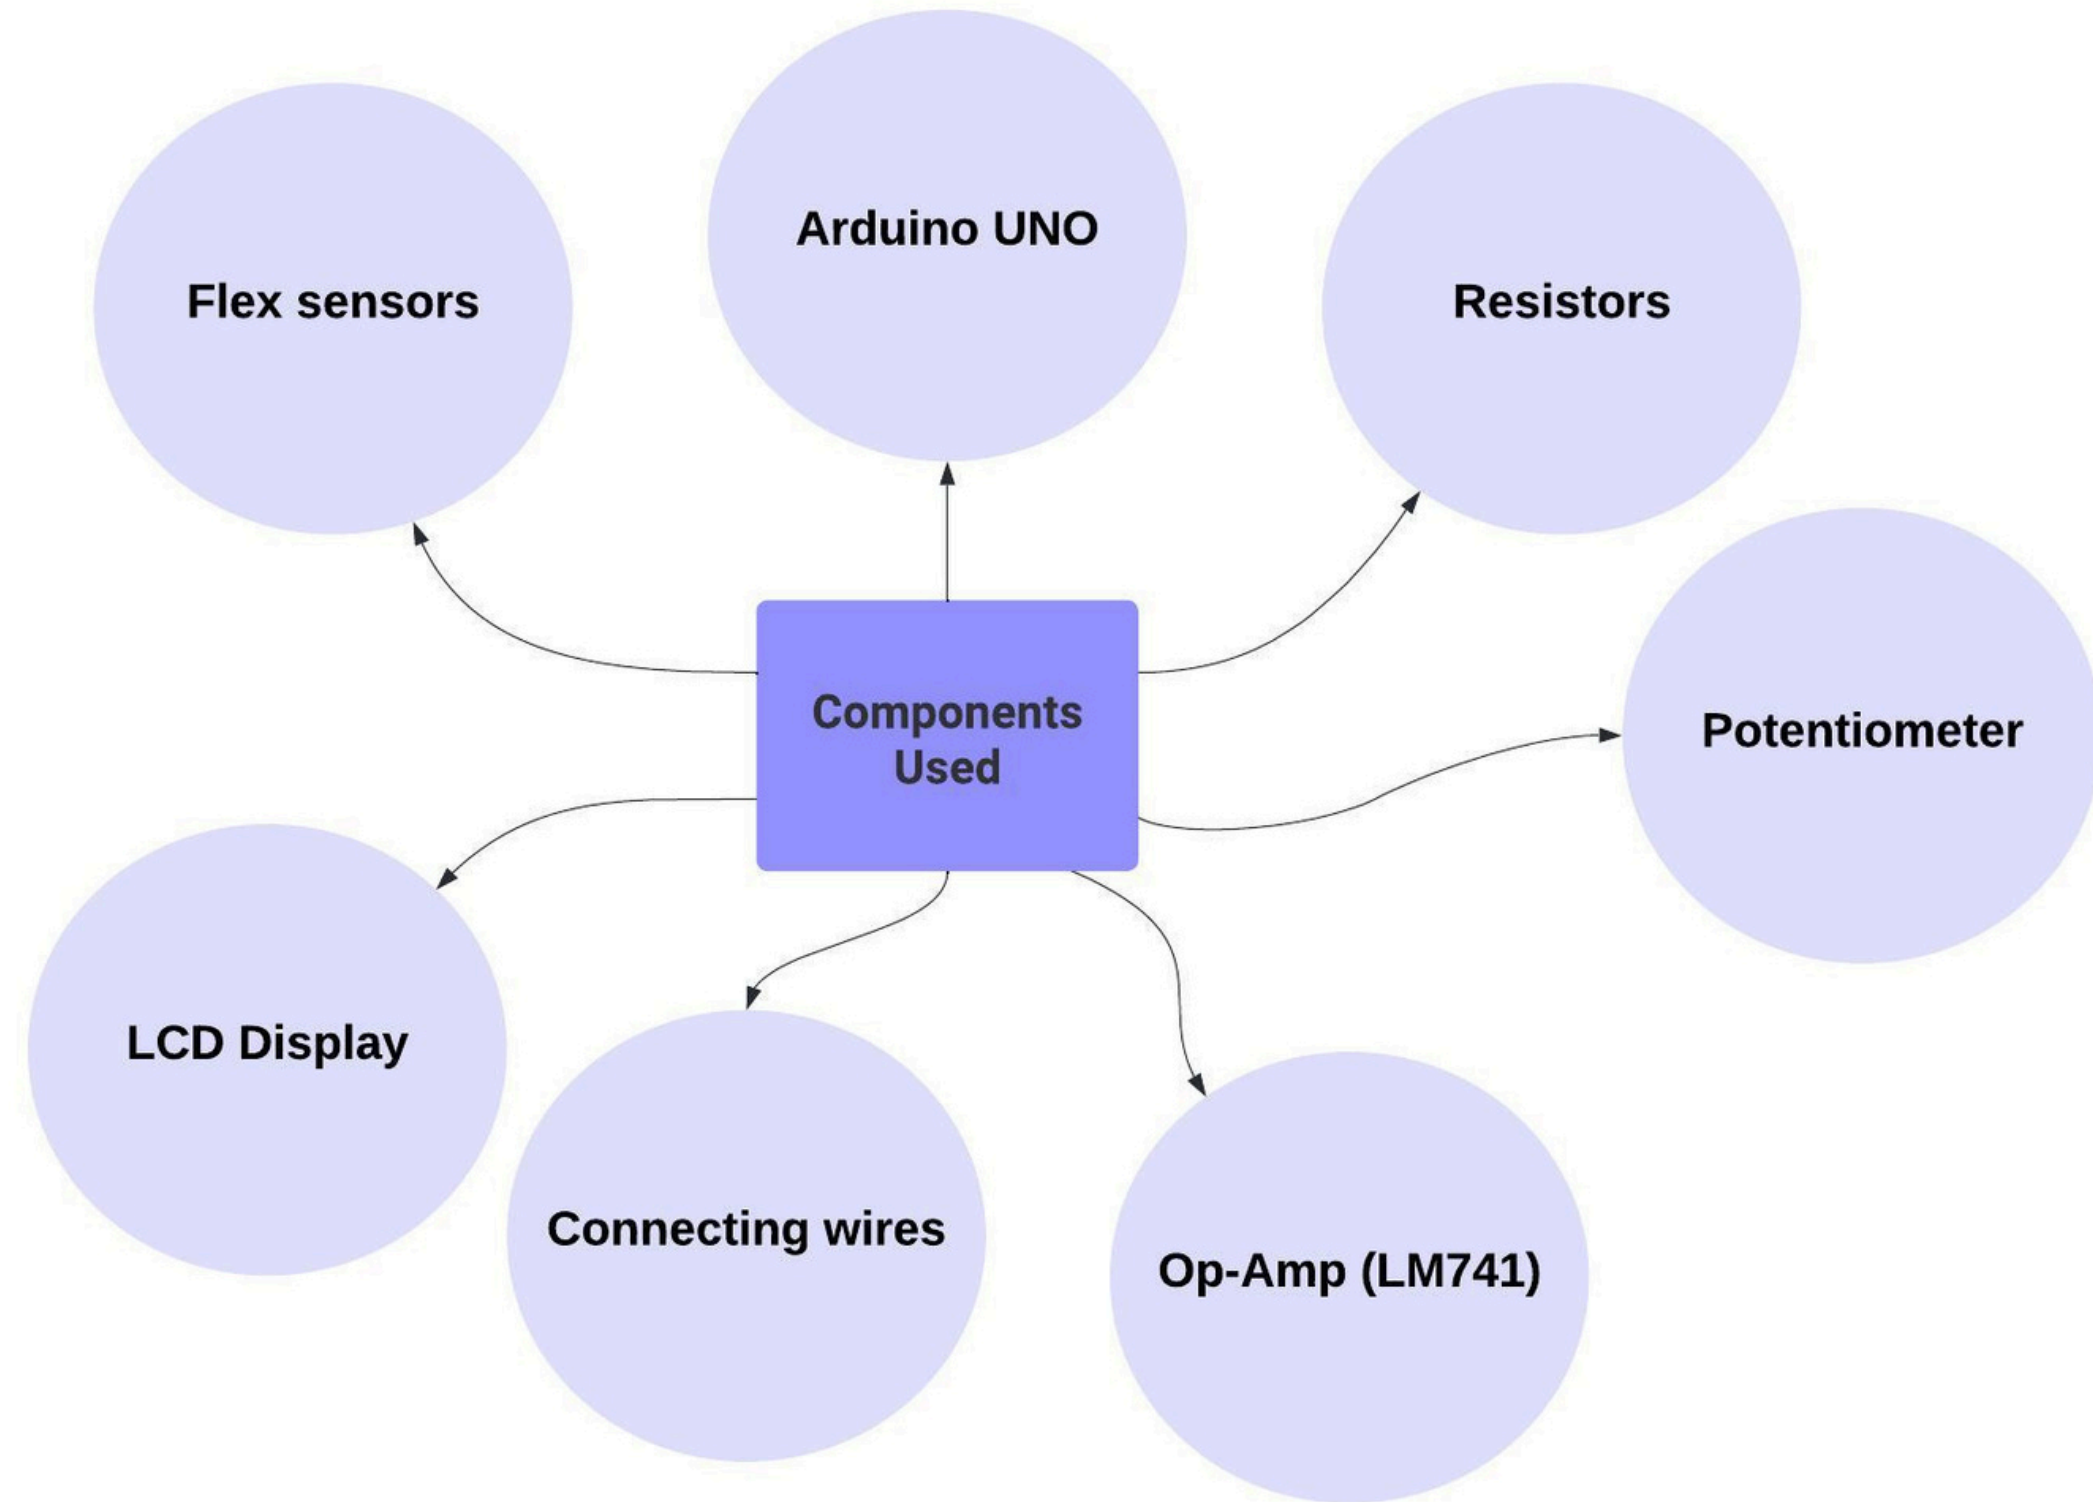 Arduino UNO
Flex sensors
Resistors
Components
Used
Potentiometer
LCD Display
Connecting wires
Op-Amp (LM741)